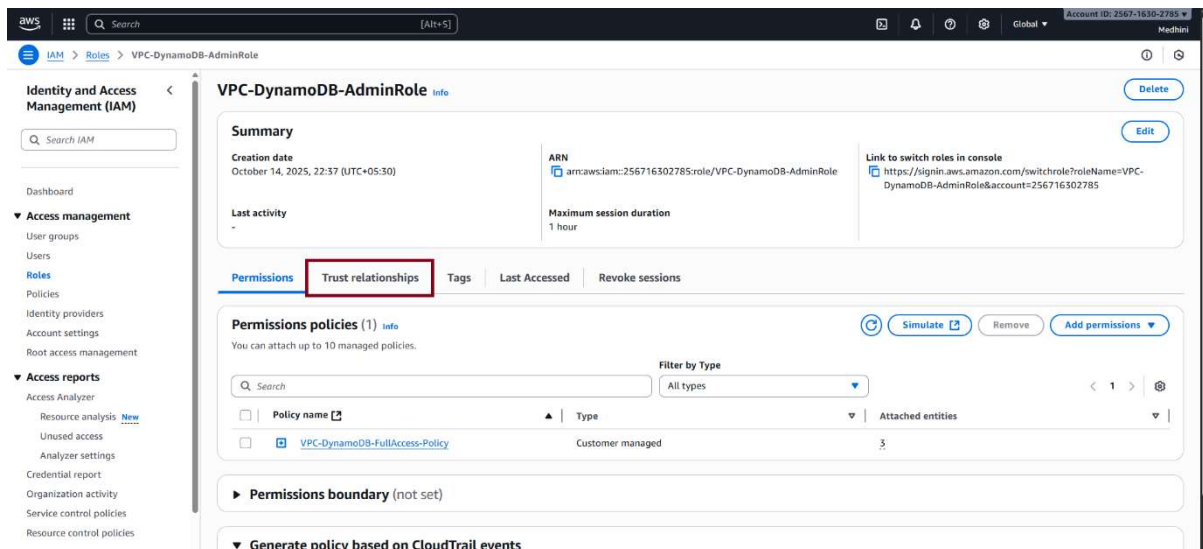 aws
Search
[Alt+S]
Global
Account ID: 2567-1630-2785
Medhini
IAM > Roles > VPC-DynamoDB-AdminRole
Identity and Access Management (IAM)
Search IAM
Dashboard
Access management
User groups
Users
Roles
Policies
Identity providers
Account settings
Root access management
Access reports
Access Analyzer
Resource analysis New
Unused access
Analyzer settings
Credential report
Organization activity
Service control policies
Resource control policies
VPC-DynamoDB-AdminRole Info
Delete
Summary
Edit
Creation date
October 14, 2025, 22:37 (UTC+05:30)
ARN
arn:aws:iam::256716302785:role/VPC-DynamoDB-AdminRole
Link to switch roles in console
https://signin.aws.amazon.com/switchrole?roleName=VPC-
DynamoDB-AdminRole&account=256716302785
Last activity
-
Maximum session duration
1 hour
Permissions Trust relationships Tags Last Accessed Revoke sessions
Permissions policies (1) Info
Simulate Remove Add permissions
You can attach up to 10 managed policies.
Filter by Type
Search
All types
1
Policy name Type Attached entities
VPC-DynamoDB-FullAccess-Policy Customer managed 3
Permissions boundary (not set)
Generate policy based on CloudTrail events